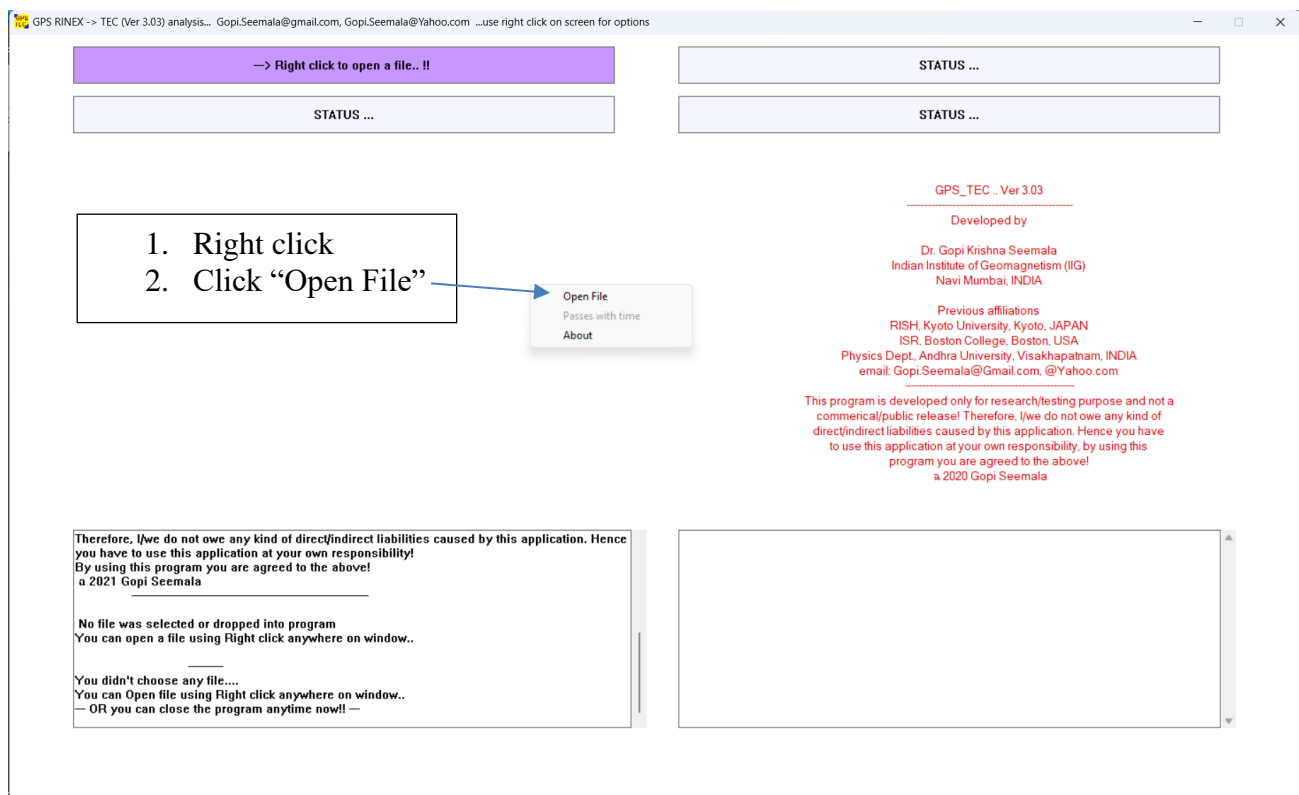 GPS RINEX -> TEC (Ver 3.03) analysis... Gopi.Seemala@gmail.com, Gopi.Seemala@Yahoo.com ...use right click on screen for options
—> Right click to open a file.. !!
STATUS ...
STATUS ...
STATUS ...
1. Right click
2. Click “Open File”
Open File
Passes with time
About
GPS_TEC .. Ver 3.03
-----------------------------------------------
Developed by
Dr. Gopi Krishna Seemala
Indian Institute of Geomagnetism (IIG)
Navi Mumbai, INDIA
Previous affiliations
RISH, Kyoto University, Kyoto, JAPAN
ISR, Boston College, Boston, USA
Physics Dept., Andhra University, Visakhapatnam, INDIA
email: Gopi.Seemala@Gmail.com, @Yahoo.com
------------------------------------------------
This program is developed only for research/testing purpose and not a
commerical/public release! Therefore, I/we do not owe any kind of
direct/indirect liabilities caused by this application. Hence you have
to use this application at your own responsibility, by using this
program you are agreed to the above!
ฉ 2020 Gopi Seemala
Therefore, I/we do not owe any kind of direct/indirect liabilities caused by this application. Hence
you have to use this application at your own responsibility!
By using this program you are agreed to the above!
ฉ 2021 Gopi Seemala
No file was selected or dropped into program
You can open a file using Right click anywhere on window..
You didn't choose any file....
You can Open file using Right click anywhere on window..
— OR you can close the program anytime now!! —